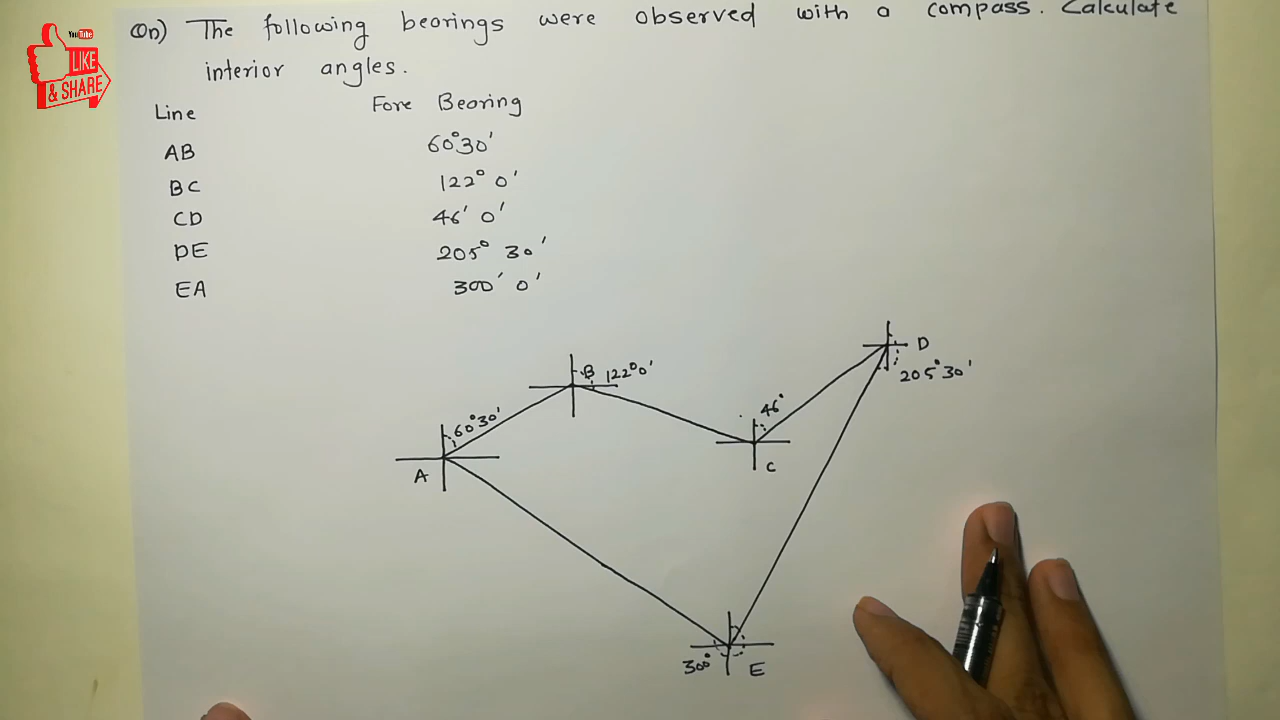 YouTube
LIKE
& SHARE
Qn) The following bearings were observed with a compass. Calculate
interior angles.
Line Fore Bearing
AB 60°30'
BC 122° 0'
CD 46' 0'
DE 205° 30'
EA 300' 0'
D
205°30'
B 122°0'
46°
60°30'
C
A
300°
E